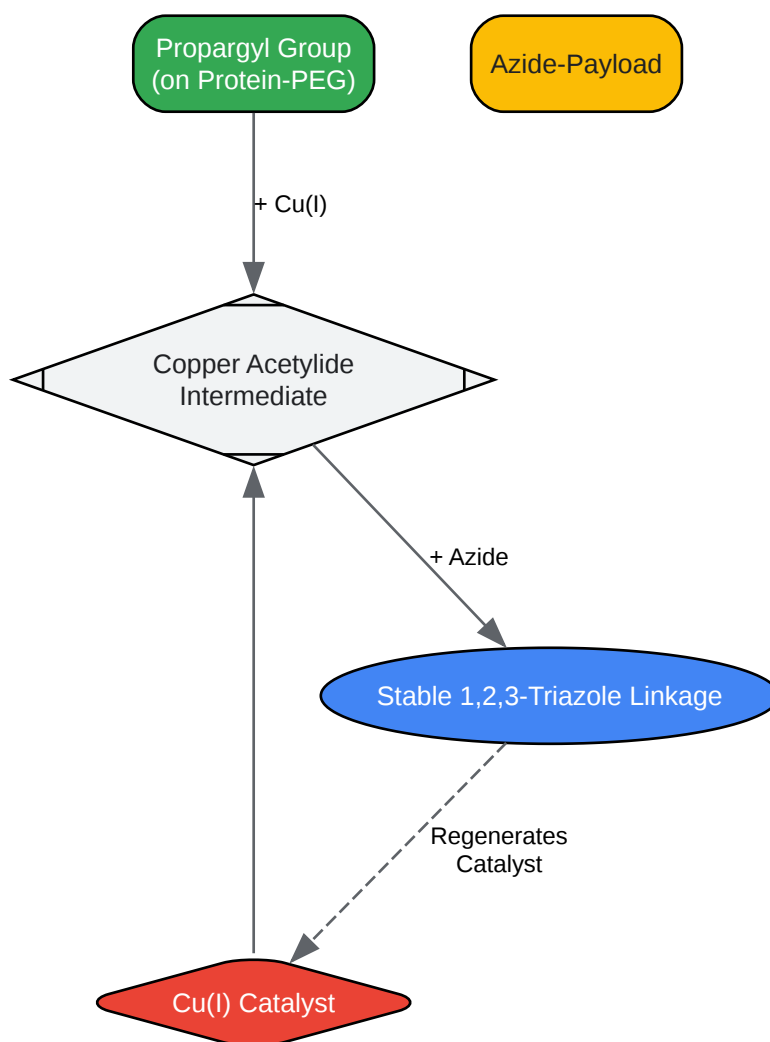 Propargyl Group
(on Protein-PEG)
Azide-Payload
+ Cu(I)
Copper Acetylide
Intermediate
+ Azide
Stable 1,2,3-Triazole Linkage
Regenerates
Catalyst
Cu(I) Catalyst